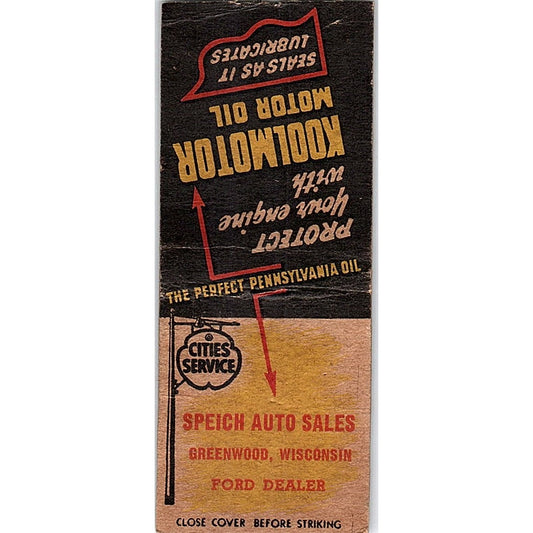 PROTECT
your engine
with
KOOLMOTOR
MOTOR OIL
SEALS AS IT
LUBRICATES
THE PERFECT PENNSYLVANIA OIL
CITIES
SERVICE
SPEICH AUTO SALES
GREENWOOD, WISCONSIN
FORD DEALER
CLOSE COVER BEFORE STRIKING